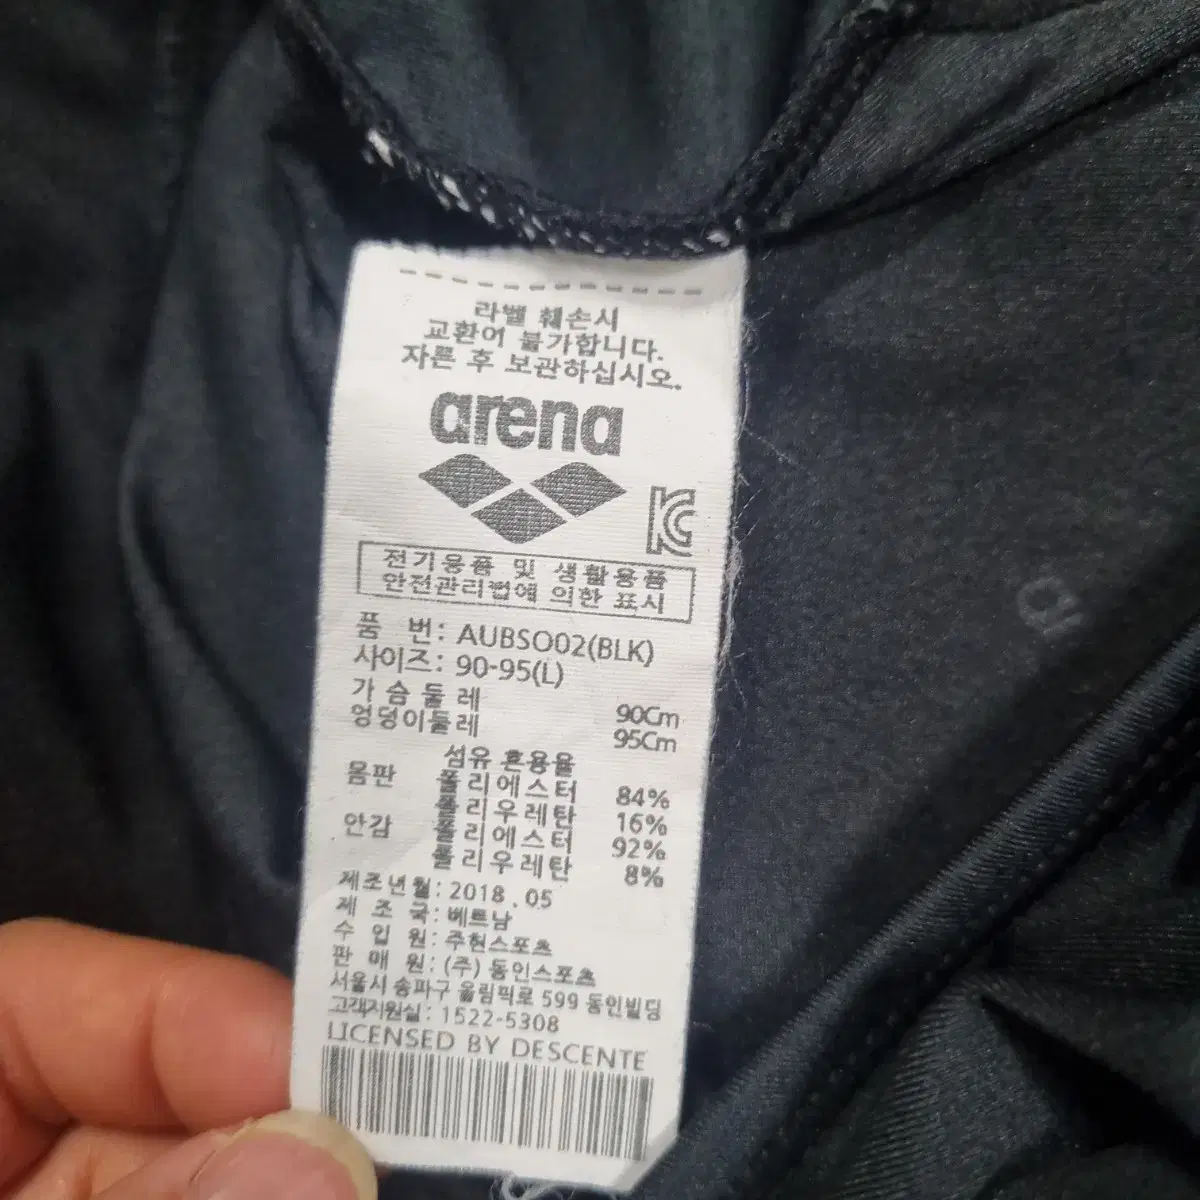 라벨 훼손시
교환이 불가합니다.
자른 후 보관하십시오.
arena
전기용품 및 생활용품
안전관리법에 의한 표시
품 번: AUBSO02(BLK)
사이즈: 90-95(L)
가슴둘레 90Cm
엉덩이둘레 95Cm
섬유 혼용율
몸판 폴리에스터 84%
폴리우레탄 16%
안감 폴리에스터 92%
폴리우레탄 8%
제조년월: 2018.05
제 조 국: 베트남
수 입 원: 주현스포츠
판 매 원: (주) 동인스포츠
서울시 송파구 올림픽로 599 동인빌딩
고객지원실: 1522-5308
LICENSED BY DESCENTE